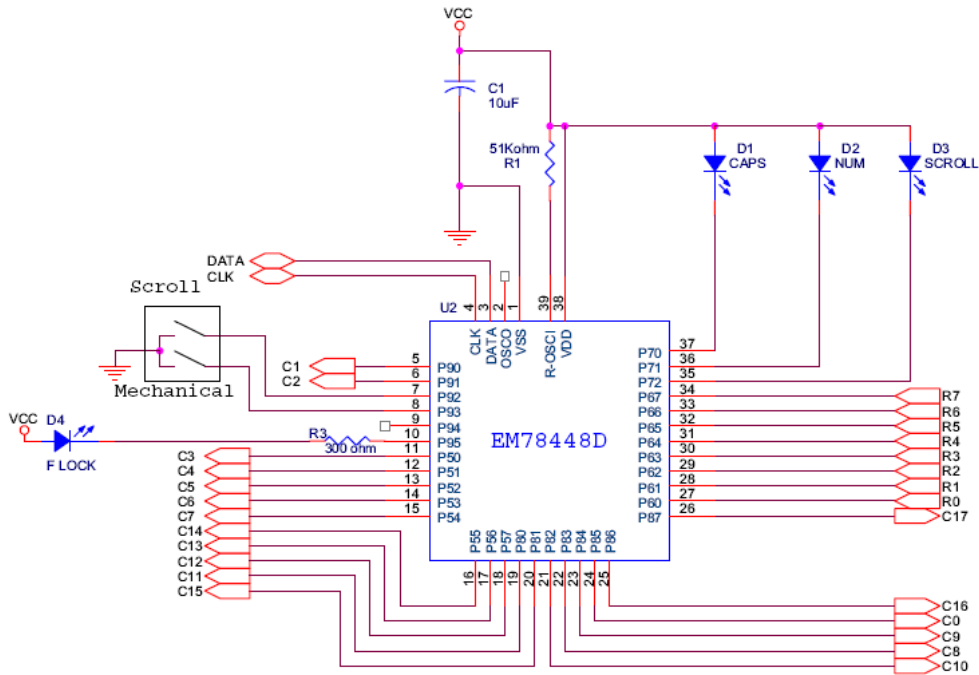 VCC
C1
10uF
51Kohm
R1
D1
CAPS
D2
NUM
D3
SCROLL
DATA
CLK
Scroll
Mechanical
U2
4
3
2
1
39
38
CLK
DATA
OSCO
VSS
R-OSCI
VDD
EM78448D
C1
C2
VCC
D4
F LOCK
R3
300 ohm
5
6
7
8
9
10
11
12
13
14
15
P90
P91
P92
P93
P94
P95
P50
P51
P52
P53
P54
C3
C4
C5
C6
C7
C14
C13
C12
C11
C15
P70
P71
P72
P67
P66
P65
P64
P63
P62
P61
P60
P87
37
36
35
34
33
32
31
30
29
28
27
26
R7
R6
R5
R4
R3
R2
R1
R0
C17
P55
P56
P57
P80
P81
P82
P83
P84
P85
P86
16
17
18
19
20
21
22
23
24
25
C16
C0
C9
C8
C10